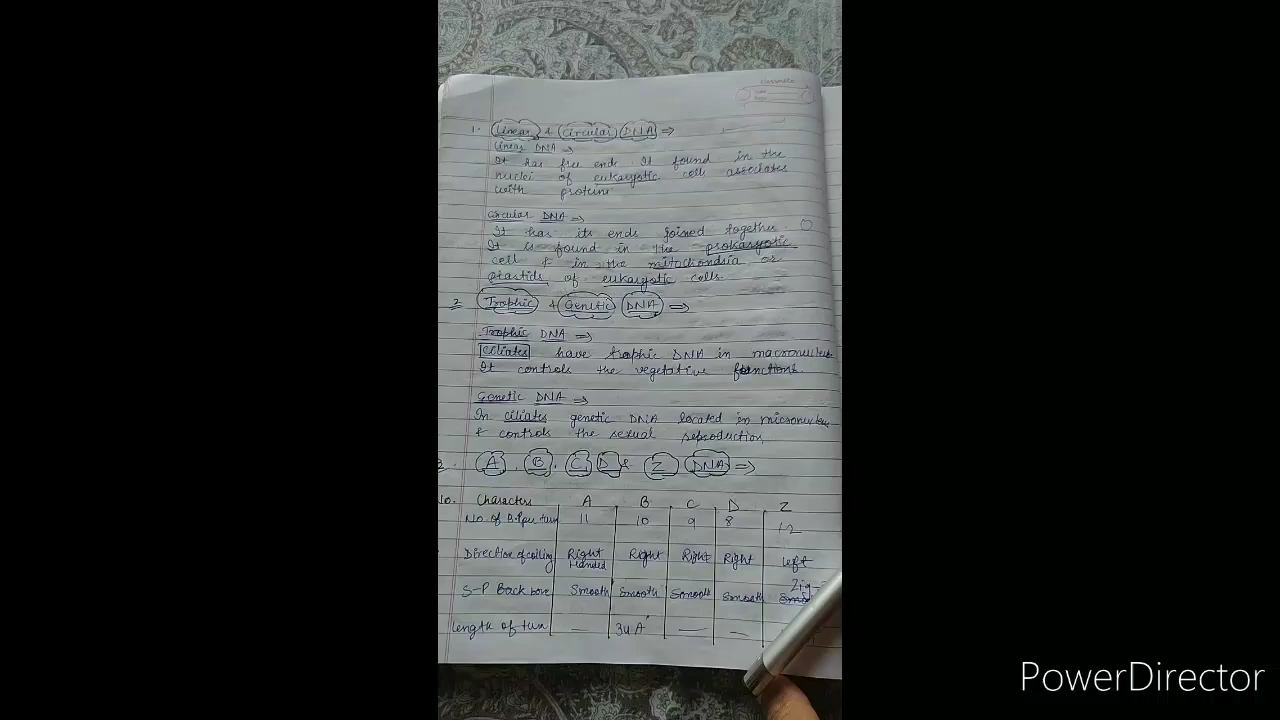 classmate
Date
Page
1. Linear & Circular DNA ⇒
Linear DNA ⇒
It has free ends. It found in the
nuclei of eukaryotic cell associates
with protein
Circular DNA ⇒
It has its ends joined together.
It is found in the prokaryotic
cell & in the mitochondria or
plastids of eukaryotic cells.
2. Trophic & Genetic DNA ⇒
Trophic DNA ⇒
Ciliates have trophic DNA in macronucleus
It controls the vegetative functions.
Genetic DNA ⇒
In ciliates genetic DNA located in micronucleus
& controls the sexual reproduction,
3. A, B, C, D & Z DNA ⇒
No. Characters A B C D Z
No. of B.P per turn 11 10 9 8 12
Direction of coiling Right Handed Right Right Right left
S-P Back bone Smooth Smooth Smooth Smooth Zig-
Length of turn — 34 A° — —
PowerDirector